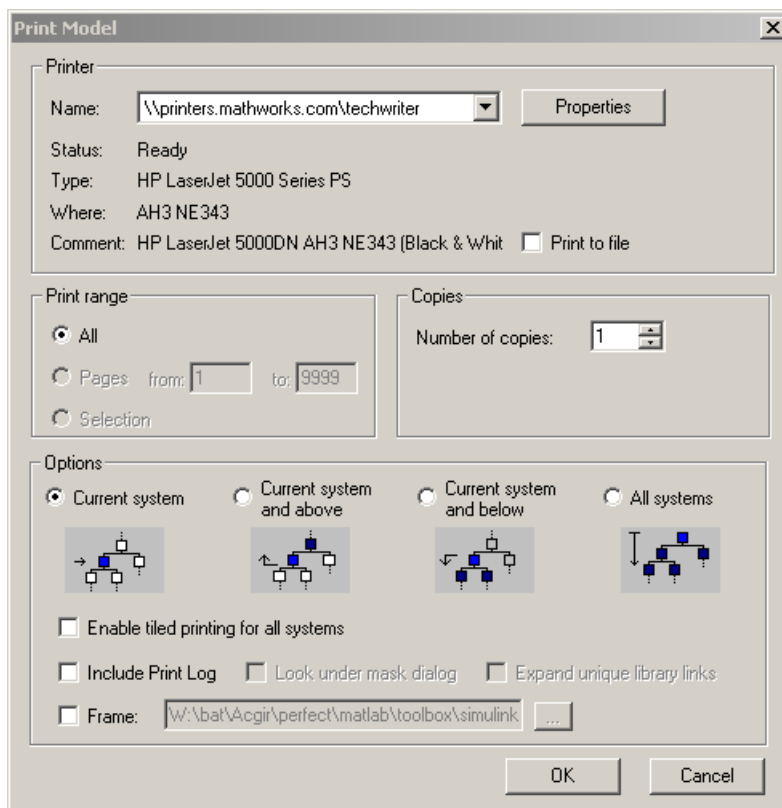 Print Model
Printer
Name: \\printers.mathworks.com\techwriter Properties
Status: Ready
Type: HP LaserJet 5000 Series PS
Where: AH3 NE343
Comment: HP LaserJet 5000DN AH3 NE343 (Black & Whit Print to file
Print range
All
Pages from: 1 to: 9999
Selection
Copies
Number of copies: 1
Options
Current system
Current system
and above
Current system
and below
All systems
Enable tiled printing for all systems
Include Print Log Look under mask dialog Expand unique library links
Frame: W:\bat\Acgir\perfect\matlab\toolbox\simulink ...
OK Cancel